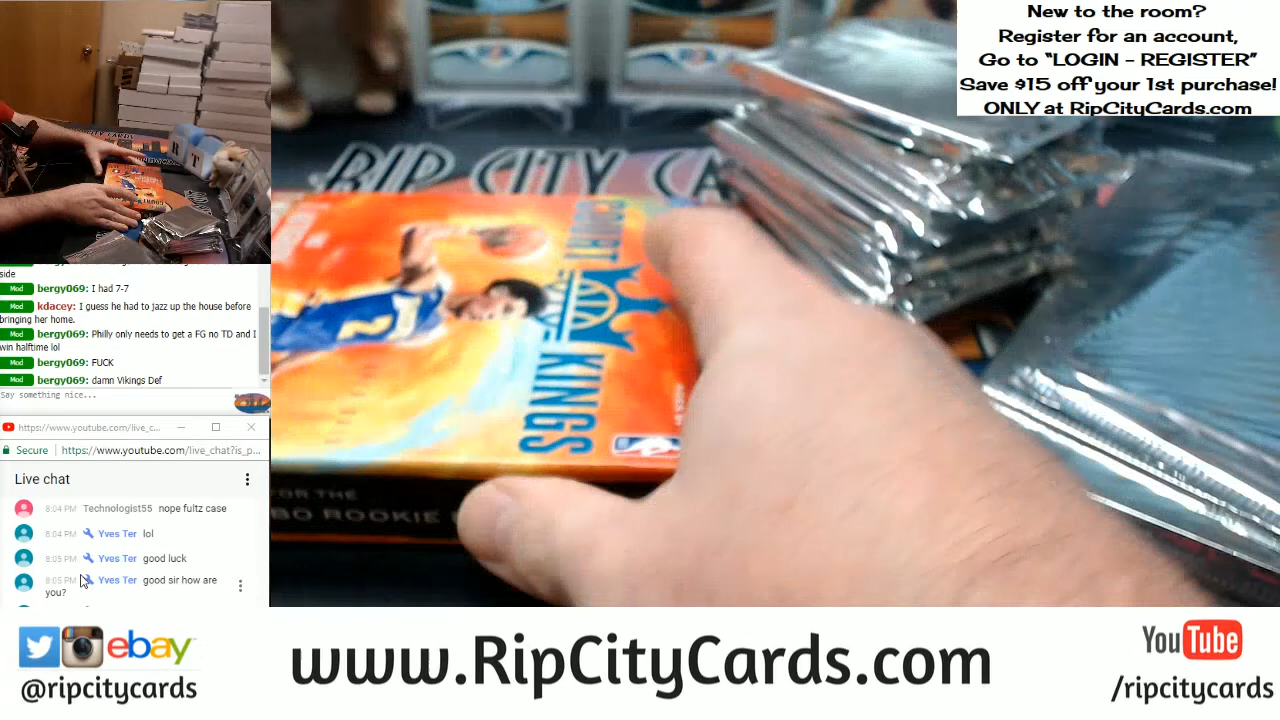 New to the room?
Register for an account,
Go to "LOGIN - REGISTER"
Save $15 off your 1st purchase!
ONLY at RipCityCards.com
RIP CITY CA
COURT
KINGS
2
NBA
FOR THE
ROOKIE
side
Mod bergy069: I had 7-7
Mod kdacey: I guess he had to jazz up the house before
bringing her home.
Mod bergy069: Philly only needs to get a FG no TD and I
win halftime lol
Mod bergy069: FUCK
Mod bergy069: damn Vikings Def
Say something nice...
https://www.youtube.com/live_c...
Secure https://www.youtube.com/live_chat?is_p...
Live chat
8:04 PM Technologist55 nope fultz case
8:04 PM Yves Ter lol
8:05 PM Yves Ter good luck
8:05 PM Yves Ter good sir how are
you?
ebay
@ripcitycards
www.RipCityCards.com
YouTube
/ripcitycards